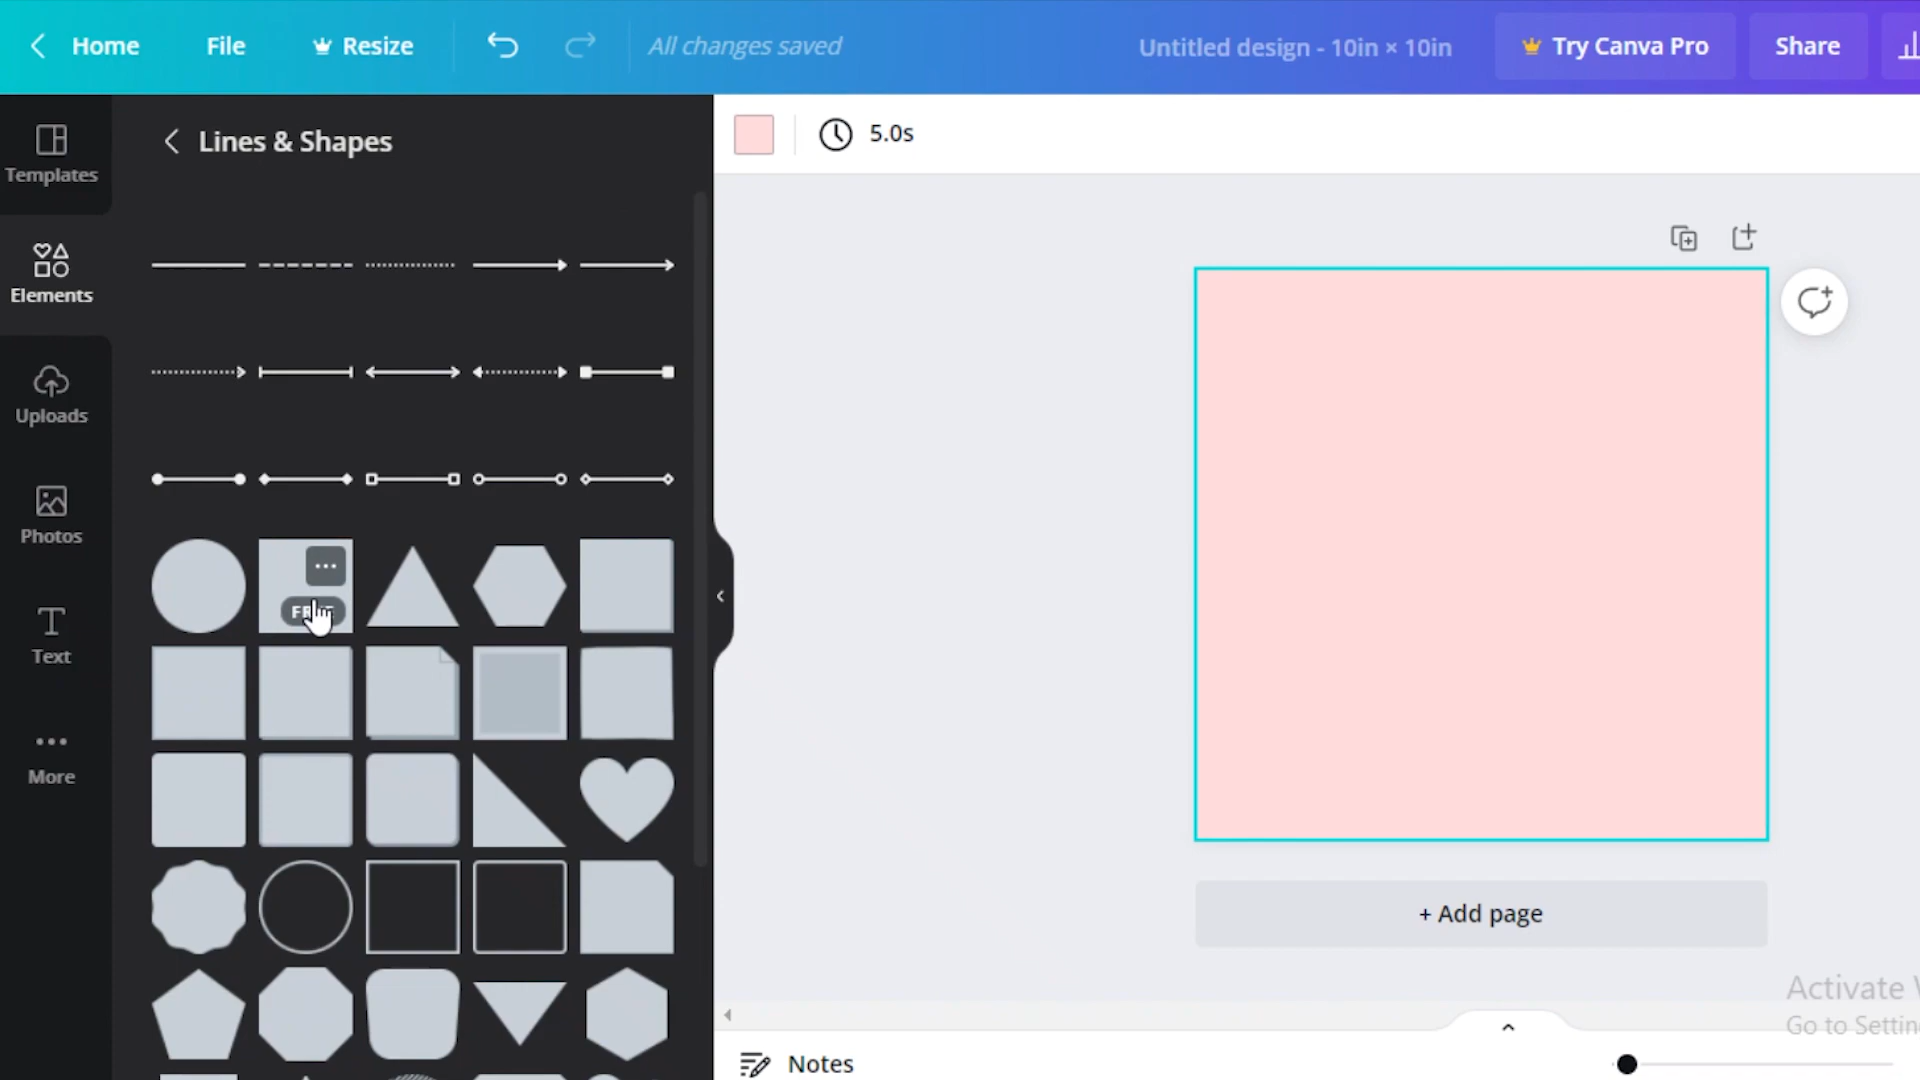 Home
File
Resize
All changes saved
Untitled design - 10in × 10in
Try Canva Pro
Share
Templates
Elements
Uploads
Photos
Text
More
Lines & Shapes
5.0s
+ Add page
Activate
Go to Settin
Notes